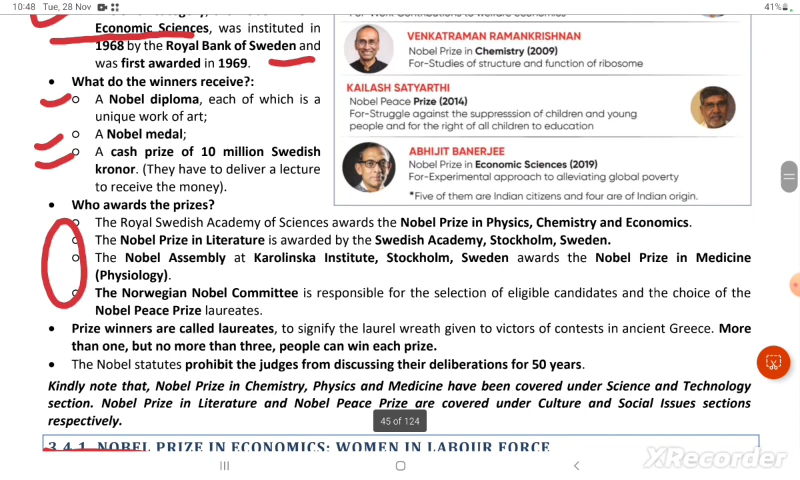 10:48 Tue, 28 Nov
41%
Economic Sciences, was instituted in
1968 by the Royal Bank of Sweden and
was first awarded in 1969.
• What do the winners receive?:
o A Nobel diploma, each of which is a
unique work of art;
o A Nobel medal;
o A cash prize of 10 million Swedish
kronor. (They have to deliver a lecture
to receive the money).
For-Work Contributions to welfare economics
VENKATRAMAN RAMANKRISHNAN
Nobel Prize in Chemistry (2009)
For-Studies of structure and function of ribosome
KAILASH SATYARTHI
Nobel Peace Prize (2014)
For-Struggle against the suppresssion of children and young
people and for the right of all children to education
ABHIJIT BANERJEE
Nobel Prize in Economic Sciences (2019)
For-Experimental approach to alleviating global poverty
*Five of them are Indian citizens and four are of Indian origin.
• Who awards the prizes?
o The Royal Swedish Academy of Sciences awards the Nobel Prize in Physics, Chemistry and Economics.
o The Nobel Prize in Literature is awarded by the Swedish Academy, Stockholm, Sweden.
o The Nobel Assembly at Karolinska Institute, Stockholm, Sweden awards the Nobel Prize in Medicine
(Physiology).
o The Norwegian Nobel Committee is responsible for the selection of eligible candidates and the choice of the
Nobel Peace Prize laureates.
• Prize winners are called laureates, to signify the laurel wreath given to victors of contests in ancient Greece. More
than one, but no more than three, people can win each prize.
• The Nobel statutes prohibit the judges from discussing their deliberations for 50 years.
Kindly note that, Nobel Prize in Chemistry, Physics and Medicine have been covered under Science and Technology
section. Nobel Prize in Literature and Nobel Peace Prize are covered under Culture and Social Issues sections
respectively.
45 of 124
3.4.1. NOBEL PRIZE IN ECONOMICS: WOMEN IN LABOUR FORCE
XRecorder